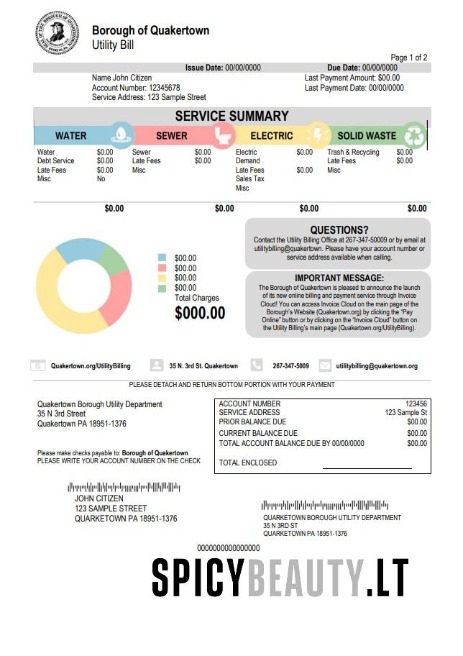 Borough of Quakertown
Utility Bill
Page 1 of 2
Issue Date: 00/00/0000 Due Date: 00/00/0000
Name John Citizen Last Payment Amount: $00.00
Account Number: 12345678 Last Payment Date: 00/00/0000
Service Address: 123 Sample Street
SERVICE SUMMARY
WATER SEWER ELECTRIC SOLID WASTE
Water $0.00 Sewer $0.00 Electric $0.00 Trash & Recycling $0.00
Debt Service $0.00 Late Fees $0.00 Demand Late Fees $0.00
Late Fees $0.00 Misc Late Fees $0.00 Misc
Misc No Sales Tax
Misc
$0.00 $0.00 $0.00 $0.00
$00.00
$00.00
$00.00
$00.00
Total Charges
$000.00
QUESTIONS?
Contact the Utility Billing Office at 267-347-50009 or by email at
utilitybilling@quakertown. Please have your account number or
service address available when calling.
IMPORTANT MESSAGE:
The Borough of Quakertown is pleased to announce the launch
of its new online billing and payment service through Invoice
Cloud! You can access Invoice Cloud on the main page of the
Borough's Website (Quakertown.org) by clicking the "Pay
Online" button or by clicking on the "Invoice Cloud" button on
the Utility Billing's main page (Quakertown.org/UtilityBilling).
Quakertown.org/UtilityBilling 35 N. 3rd St. Quakertown 267-347-5009 utilitybilling@quakertown.org
PLEASE DETACH AND RETURN BOTTOM PORTION WITH YOUR PAYMENT
Quakertown Borough Utility Department
35 N 3rd Street
Quakertown PA 18951-1376
ACCOUNT NUMBER 123456
SERVICE ADDRESS 123 Sample St
PRIOR BALANCE DUE $00.00
CURRENT BALANCE DUE $00.00
TOTAL ACCOUNT BALANCE DUE BY 00/00/0000 $00.00
TOTAL ENCLOSED
Please make checks payable to: Borough of Quakertown
PLEASE WRITE YOUR ACCOUNT NUMBER ON THE CHECK
JOHN CITIZEN
123 SAMPLE STREET
QUARKETOWN PA 18951-1376
QUARKETOWN BOROUGH UTILITY DEPARTMENT
35 N 3RD ST
QUAKERTOWN PA 18951-1376
0000000000000000
SPICYBEAUTY.LT